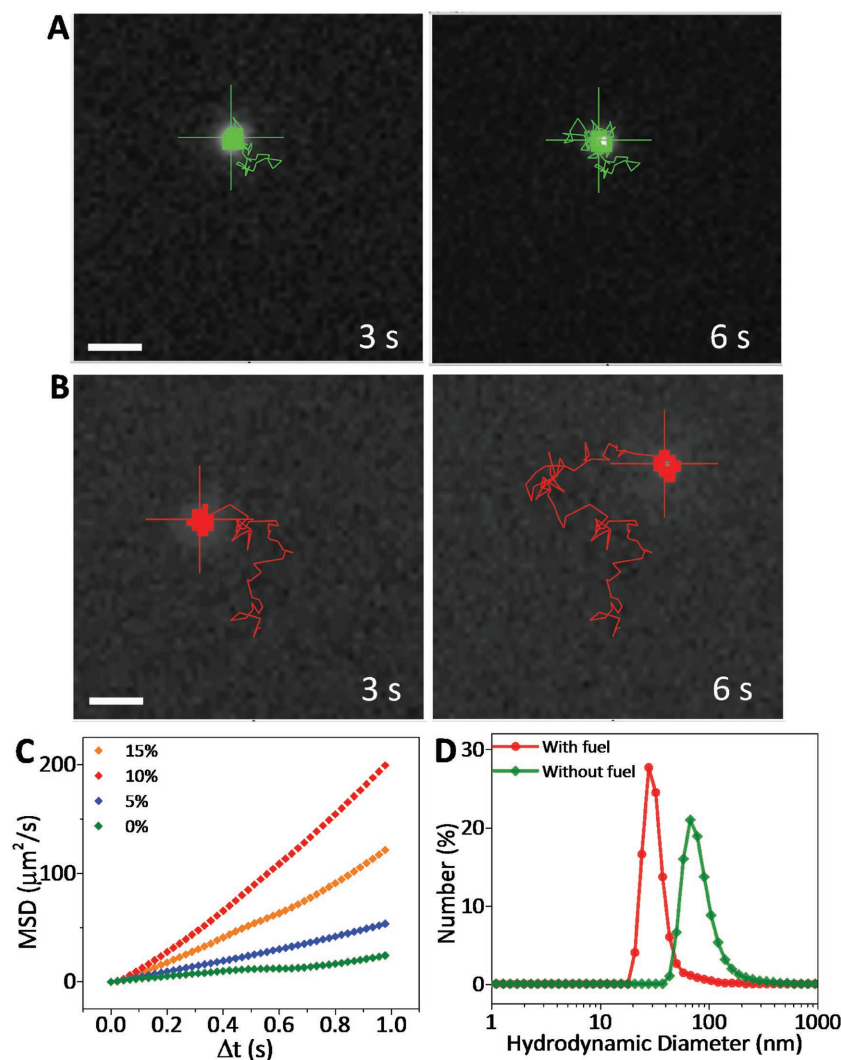 A
3 s
6 s
B
3 s
6 s
C
15%
10%
5%
0%
200
100
0
MSD (μm²/s)
0.0 0.2 0.4 0.6 0.8 1.0
Δt (s)
D
With fuel
Without fuel
30
20
10
0
Number (%)
1 10 100 1000
Hydrodynamic Diameter (nm)